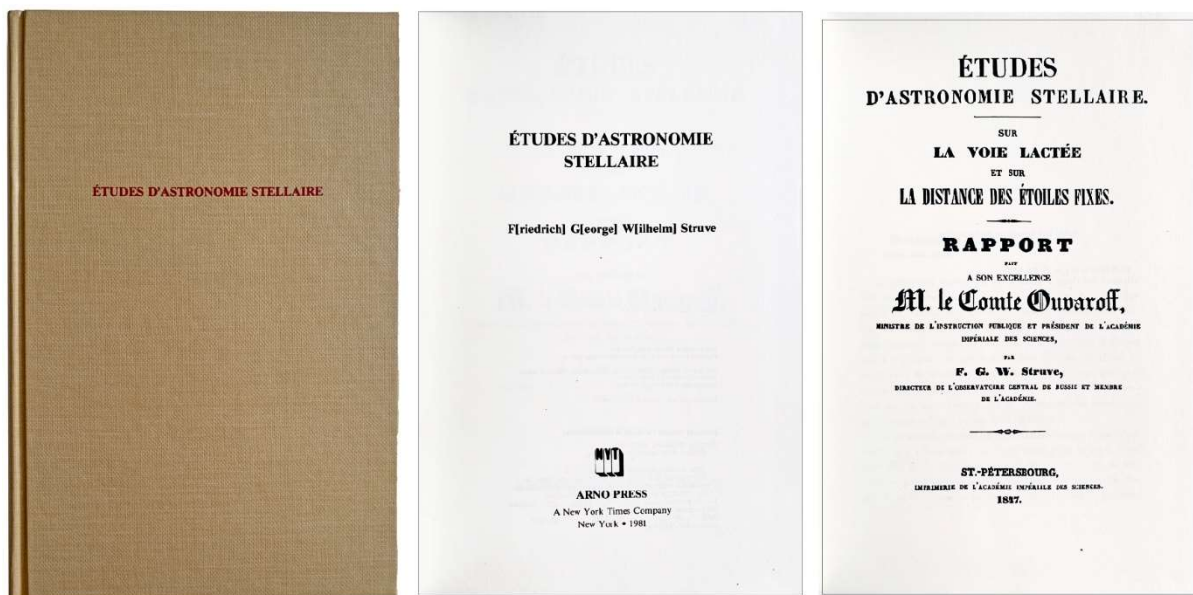 ÉTUDES D'ASTRONOMIE STELLAIRE
ÉTUDES D'ASTRONOMIE
STELLAIRE
F[riedrich] G[eorge] W[ilhelm] Struve
NYT
ARNO PRESS
A New York Times Company
New York • 1981
ÉTUDES
D'ASTRONOMIE STELLAIRE.
SUR
LA VOIE LACTÉE
ET SUR
LA DISTANCE DES ÉTOILES FIXES.
RAPPORT
FAIT
A SON EXCELLENCE
M. le Comte Ouvaroff,
MINISTRE DE L'INSTRUCTION PUBLIQUE ET PRÉSIDENT DE L'ACADÉMIE
IMPÉRIALE DES SCIENCES,
PAR
F. G. W. Struve,
DIRECTEUR DE L'OBSERVATOIRE CENTRAL DE RUSSIE ET MEMBRE
DE L'ACADÉMIE.
ST.-PÉTERSBOURG,
IMPRIMERIE DE L'ACADÉMIE IMPÉRIALE DES SCIENCES.
1847.